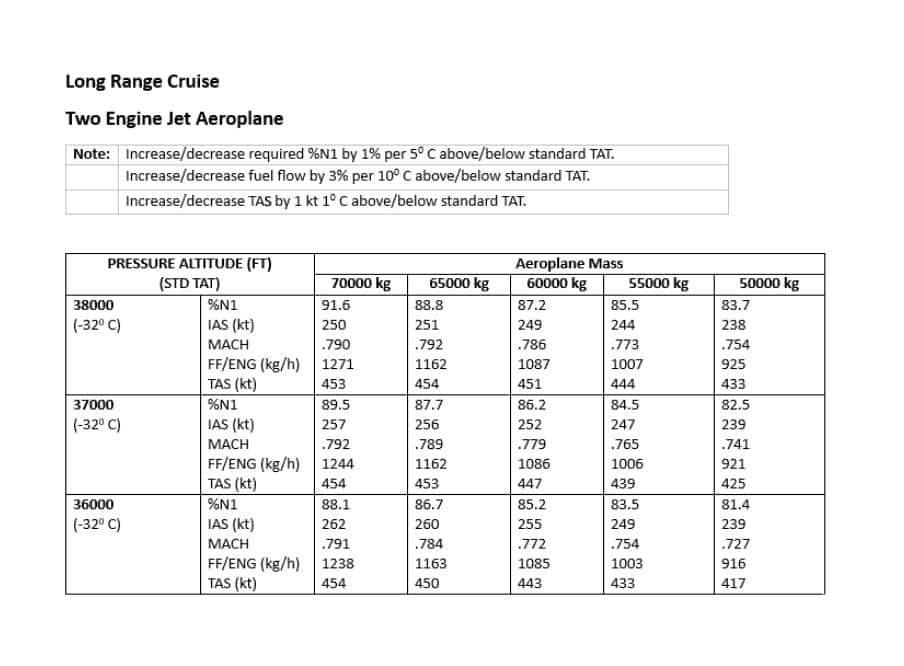 Long Range Cruise
Two Engine Jet Aeroplane
Note: Increase/decrease required %N1 by 1% per 5⁰ C above/below standard TAT.
Increase/decrease fuel flow by 3% per 10⁰ C above/below standard TAT.
Increase/decrease TAS by 1 kt 1⁰ C above/below standard TAT.
PRESSURE ALTITUDE (FT) Aeroplane Mass
(STD TAT) 70000 kg 65000 kg 60000 kg 55000 kg 50000 kg
38000 %N1 91.6 88.8 87.2 85.5 83.7
(-32⁰ C) IAS (kt) 250 251 249 244 238
MACH .790 .792 .786 .773 .754
FF/ENG (kg/h) 1271 1162 1087 1007 925
TAS (kt) 453 454 451 444 433
37000 %N1 89.5 87.7 86.2 84.5 82.5
(-32⁰ C) IAS (kt) 257 256 252 247 239
MACH .792 .789 .779 .765 .741
FF/ENG (kg/h) 1244 1162 1086 1006 921
TAS (kt) 454 453 447 439 425
36000 %N1 88.1 86.7 85.2 83.5 81.4
(-32⁰ C) IAS (kt) 262 260 255 249 239
MACH .791 .784 .772 .754 .727
FF/ENG (kg/h) 1238 1163 1085 1003 916
TAS (kt) 454 450 443 433 417